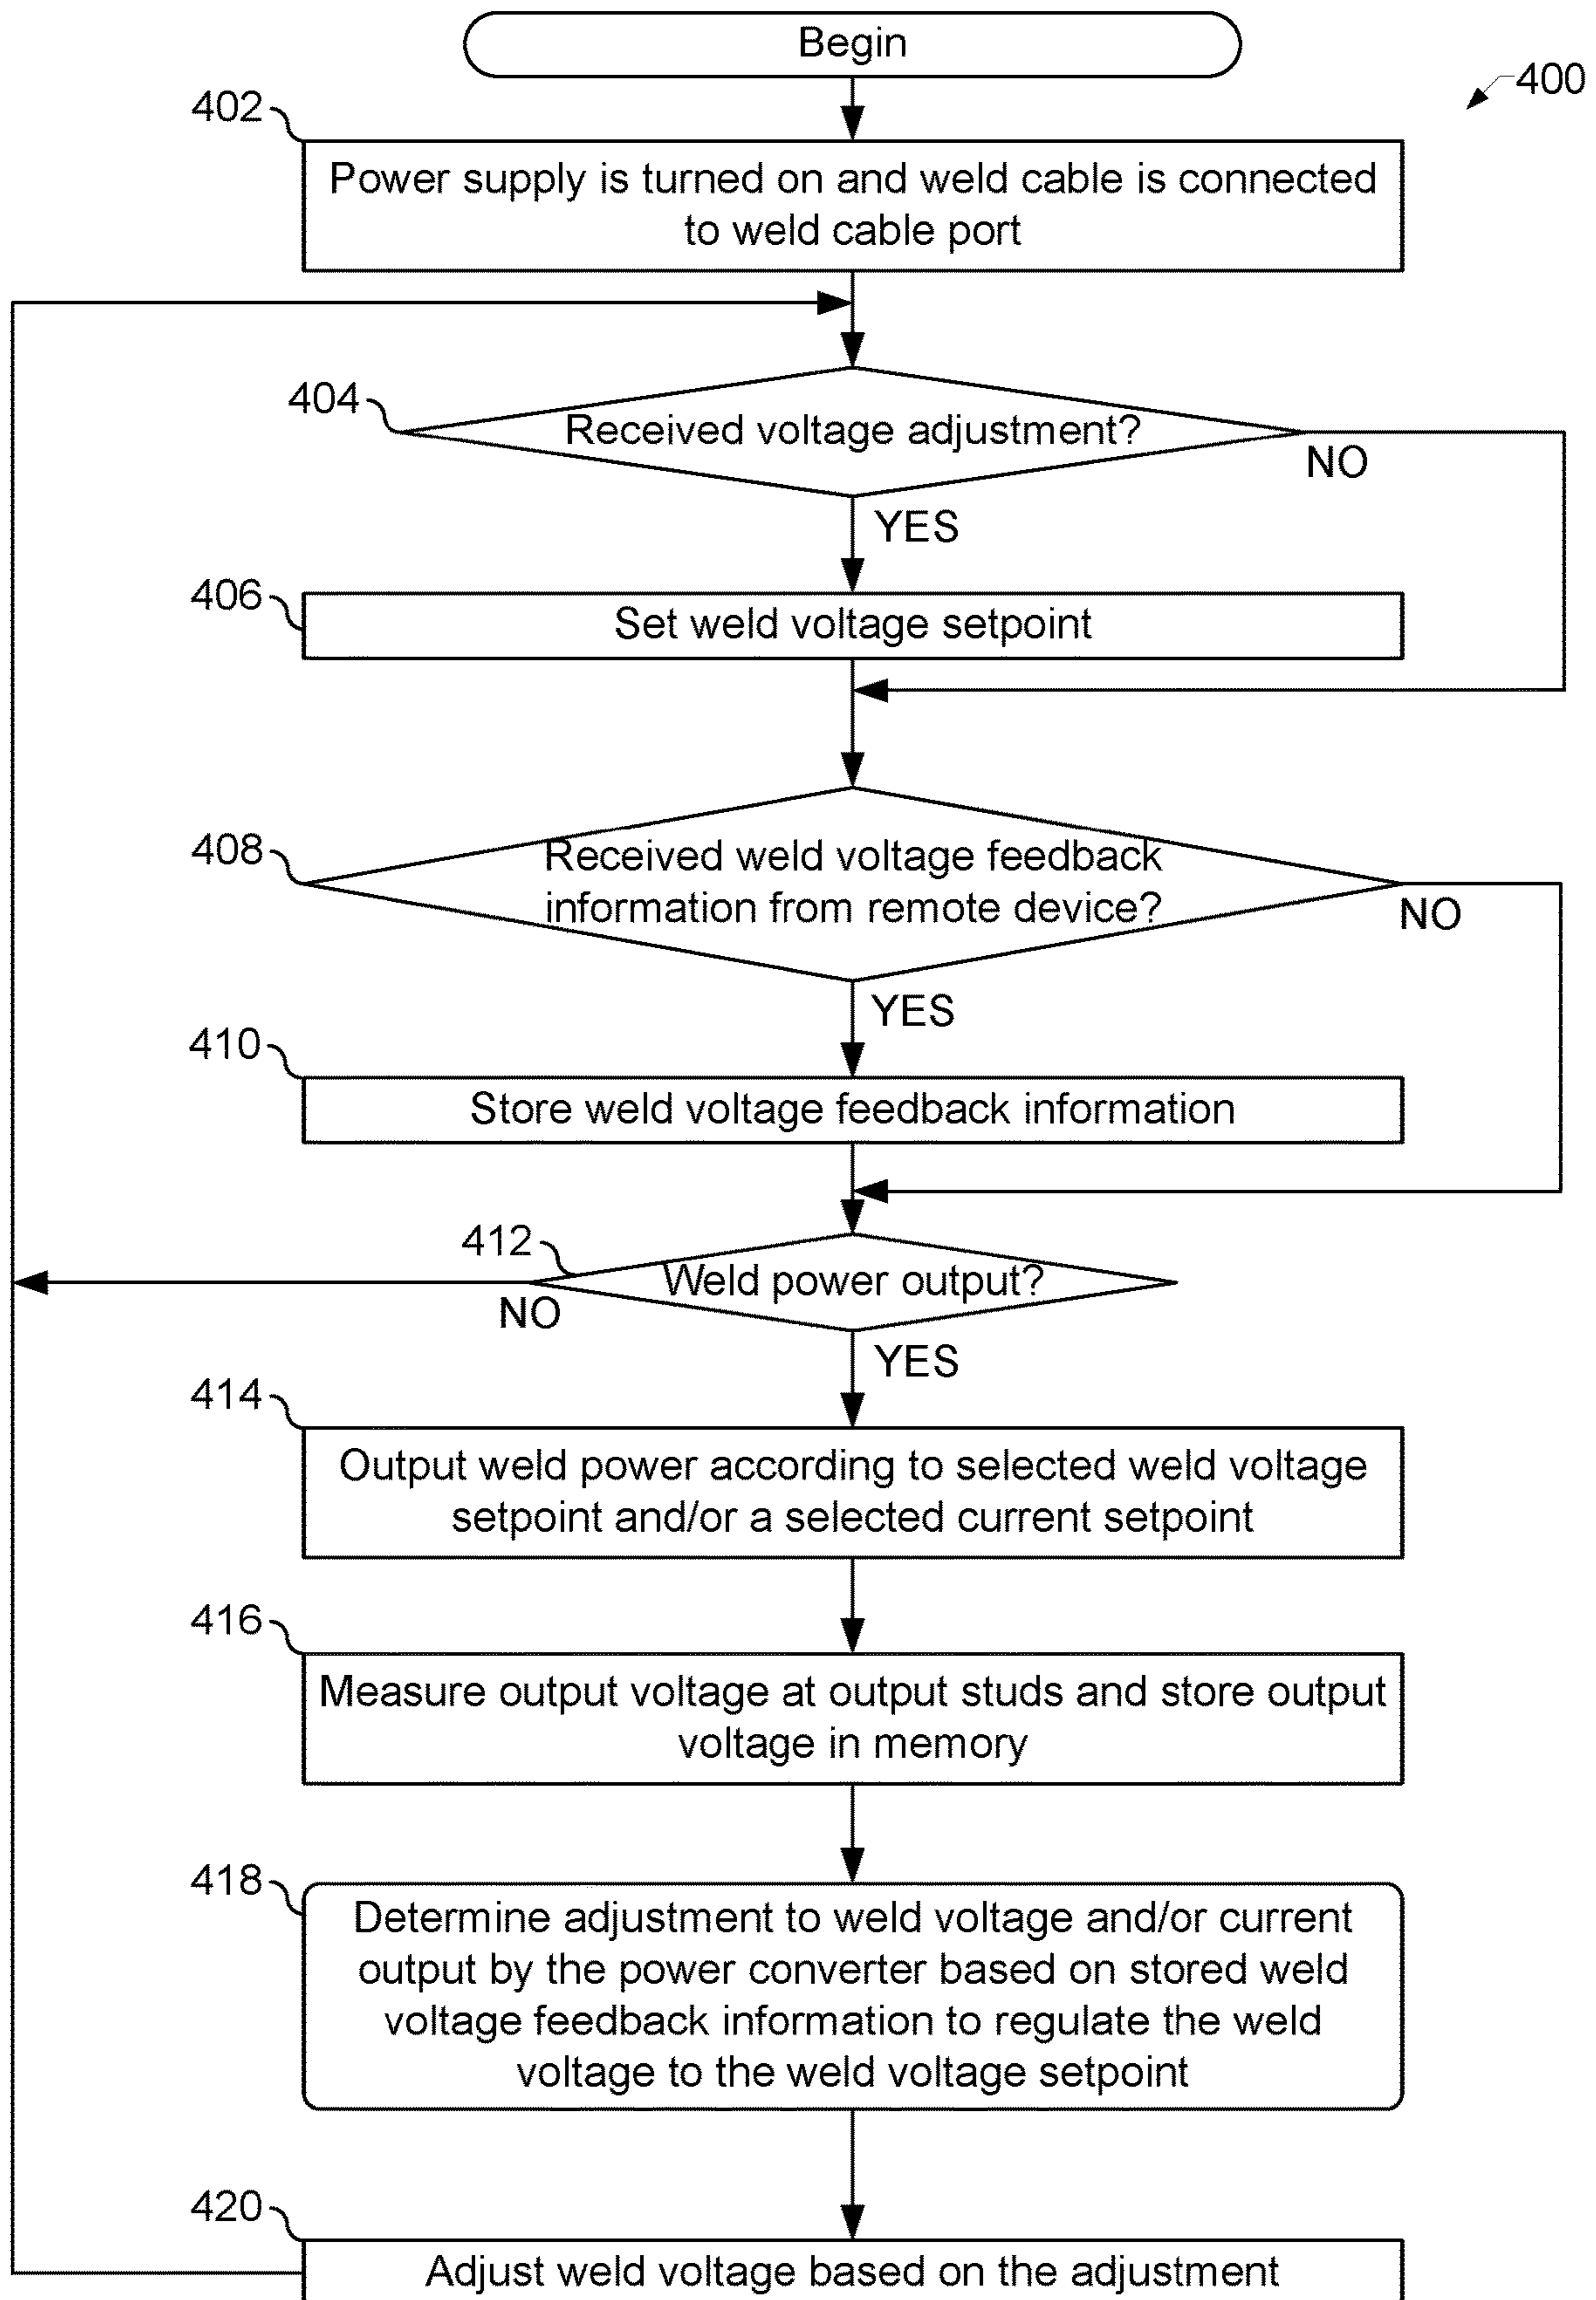 Begin
400
402
Power supply is turned on and weld cable is connected
to weld cable port
404
Received voltage adjustment?
NO
YES
406
Set weld voltage setpoint
408
Received weld voltage feedback
information from remote device?
NO
YES
410
Store weld voltage feedback information
412
Weld power output?
NO
YES
414
Output weld power according to selected weld voltage
setpoint and/or a selected current setpoint
416
Measure output voltage at output studs and store output
voltage in memory
418
Determine adjustment to weld voltage and/or current
output by the power converter based on stored weld
voltage feedback information to regulate the weld
voltage to the weld voltage setpoint
420
Adjust weld voltage based on the adjustment